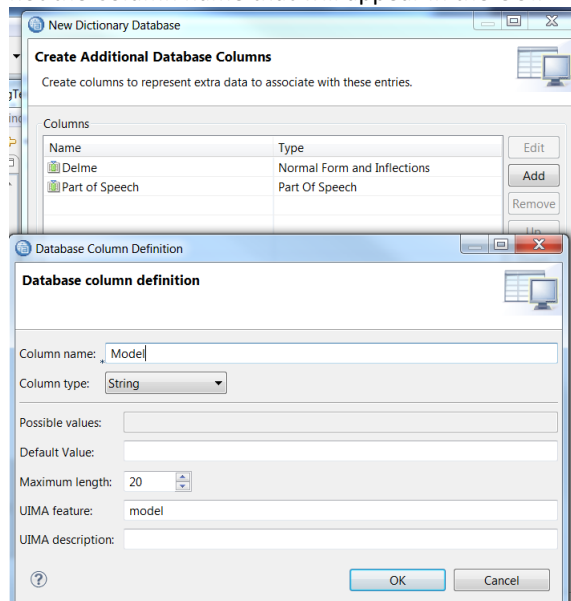 New Dictionary Database
Create Additional Database Columns
Create columns to represent extra data to associate with these entries.
Columns
Name Type Edit
Delme Normal Form and Inflections Add
Part of Speech Part Of Speech
Remove
Database Column Definition
Database column definition
Column name: * Model
Column type: String
Possible values:
Default Value:
Maximum length: 20
UIMA feature: model
UIMA description:
OK Cancel